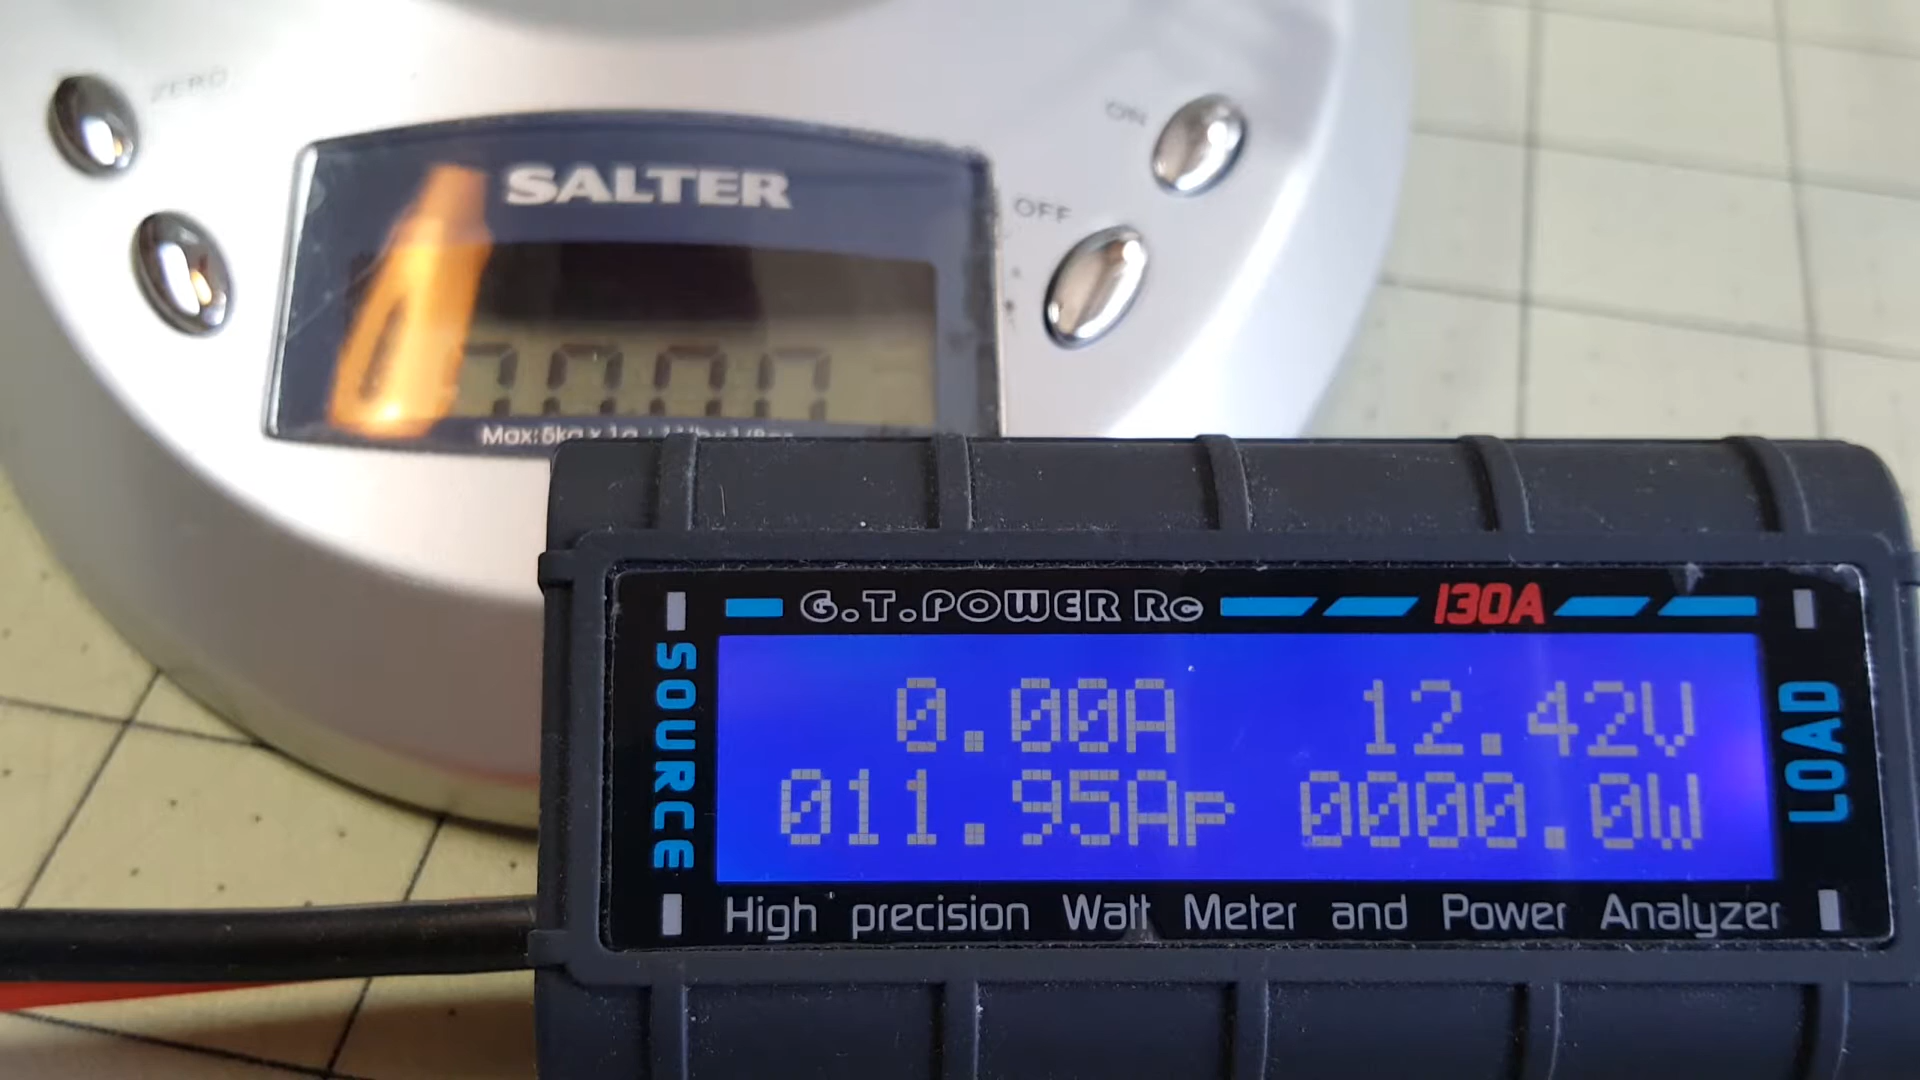 ZERO
ON
OFF
SALTER
G.T.POWER RC 130A
SOURCE
0.00A 12.42V
011.95Ap 0000.0W
LOAD
High precision Watt Meter and Power Analyzer